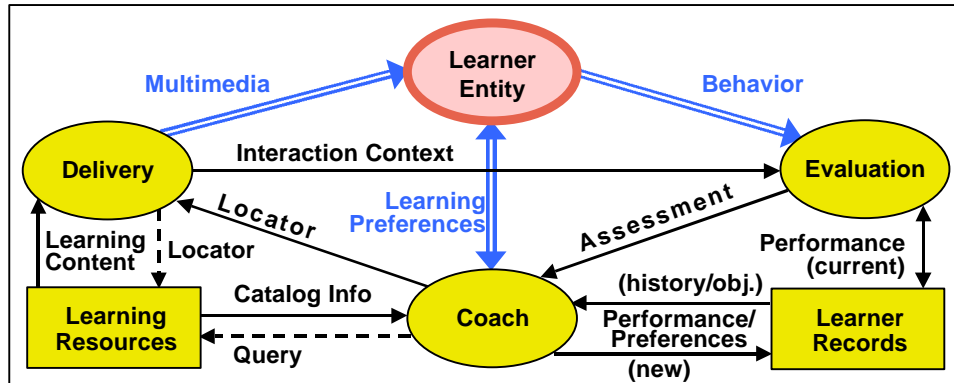 Learner
Entity
Multimedia
Behavior
Delivery
Interaction Context
Evaluation
Learning
Preferences
Locator
Assessment
Learning
Content
Locator
Performance
(current)
Learning
Resources
Catalog Info
Query
Coach
(history/obj.)
Performance/
Preferences
(new)
Learner
Records